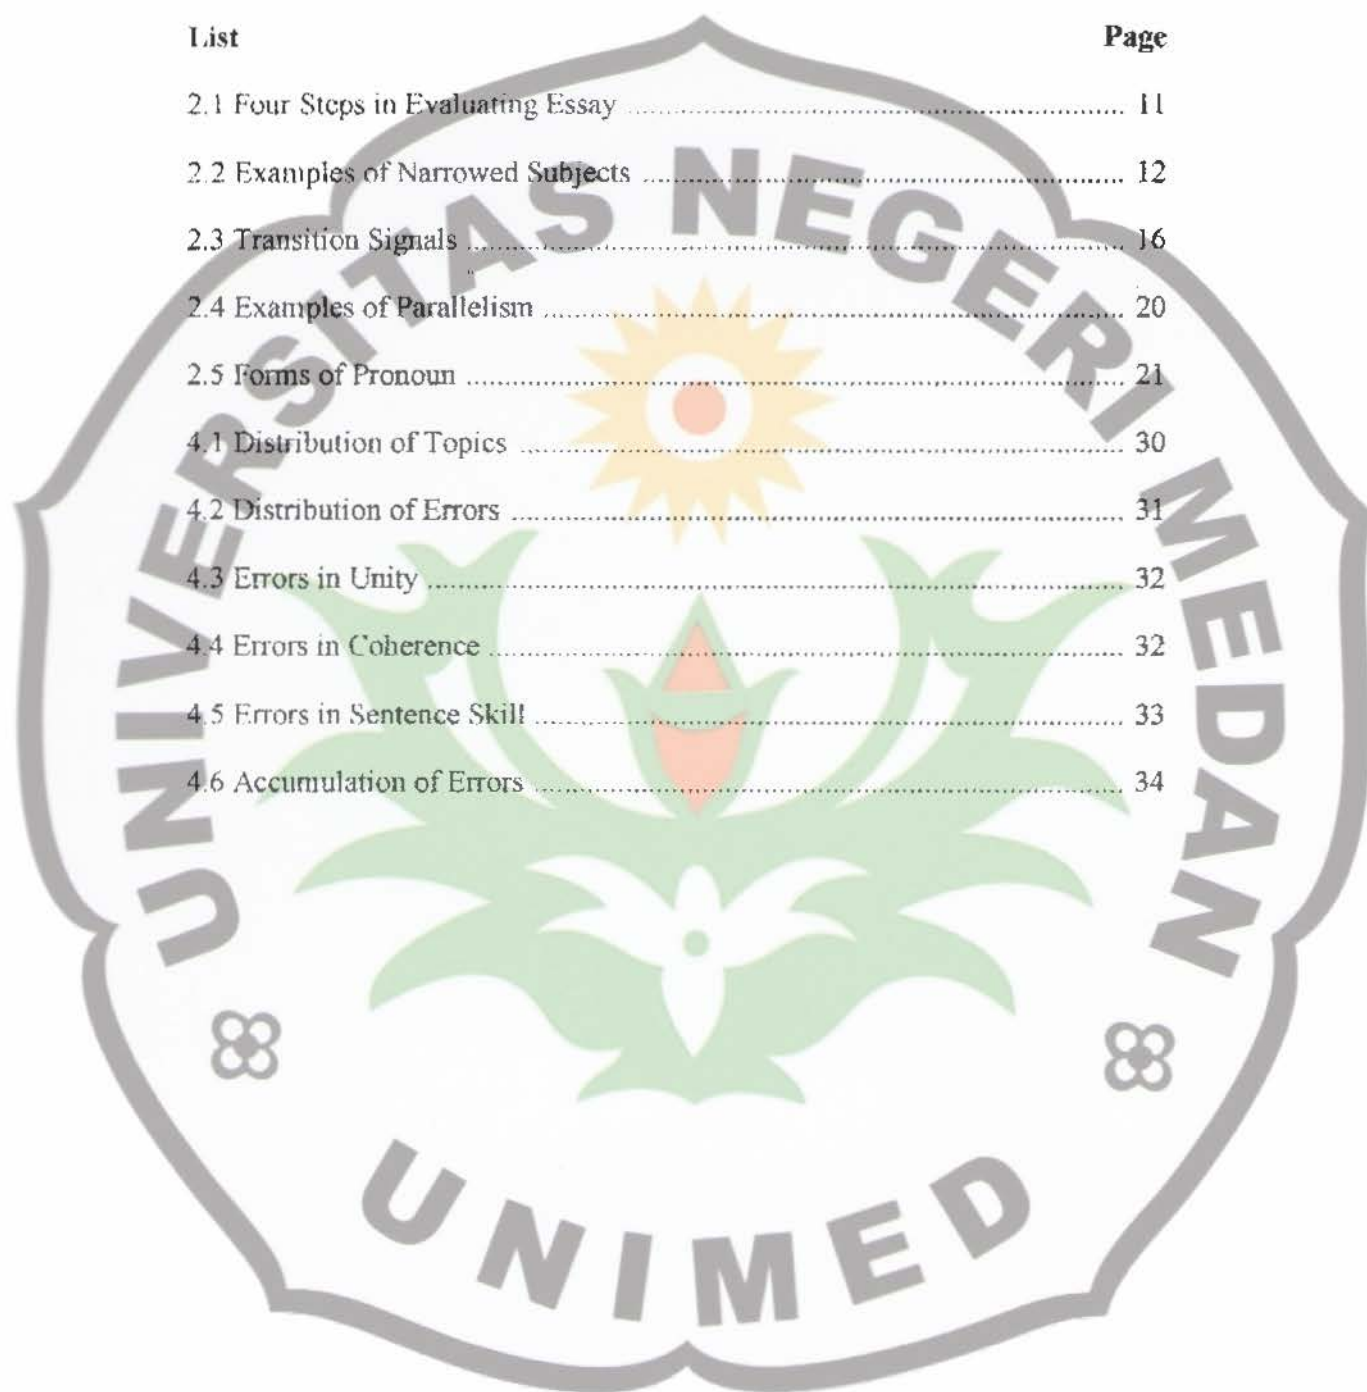 List Page
2.1 Four Steps in Evaluating Essay ........................................ 11
2.2 Examples of Narrowed Subjects ........................................ 12
2.3 Transition Signals ........................................ 16
2.4 Examples of Parallelism ........................................ 20
2.5 Forms of Pronoun ........................................ 21
4.1 Distribution of Topics ........................................ 30
4.2 Distribution of Errors ........................................ 31
4.3 Errors in Unity ........................................ 32
4.4 Errors in Coherence ........................................ 32
4.5 Errors in Sentence Skill ........................................ 33
4.6 Accumulation of Errors ........................................ 34
UNIVERSITAS NEGERI MEDAN
UNIMED